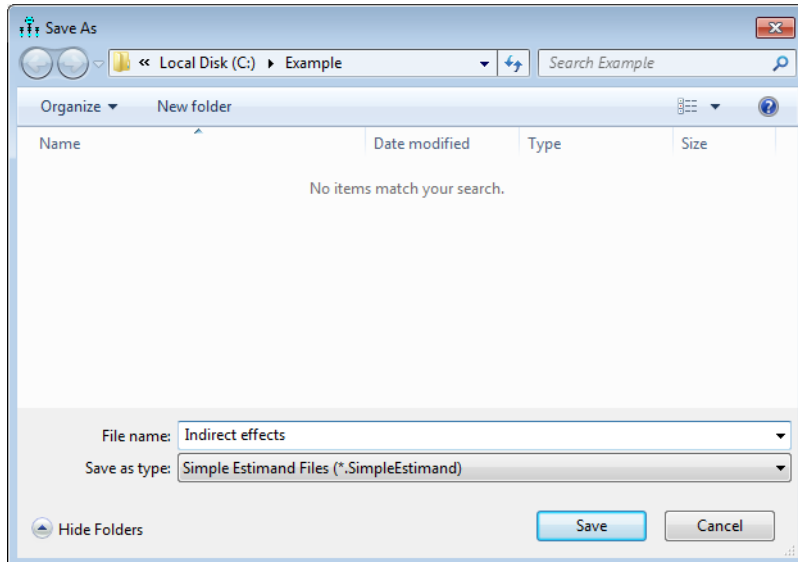 Save As
« Local Disk (C:) Example
Search Example
Organize New folder
Name Date modified Type Size
No items match your search.
File name: Indirect effects
Save as type: Simple Estimand Files (*.SimpleEstimand)
Hide Folders Save Cancel